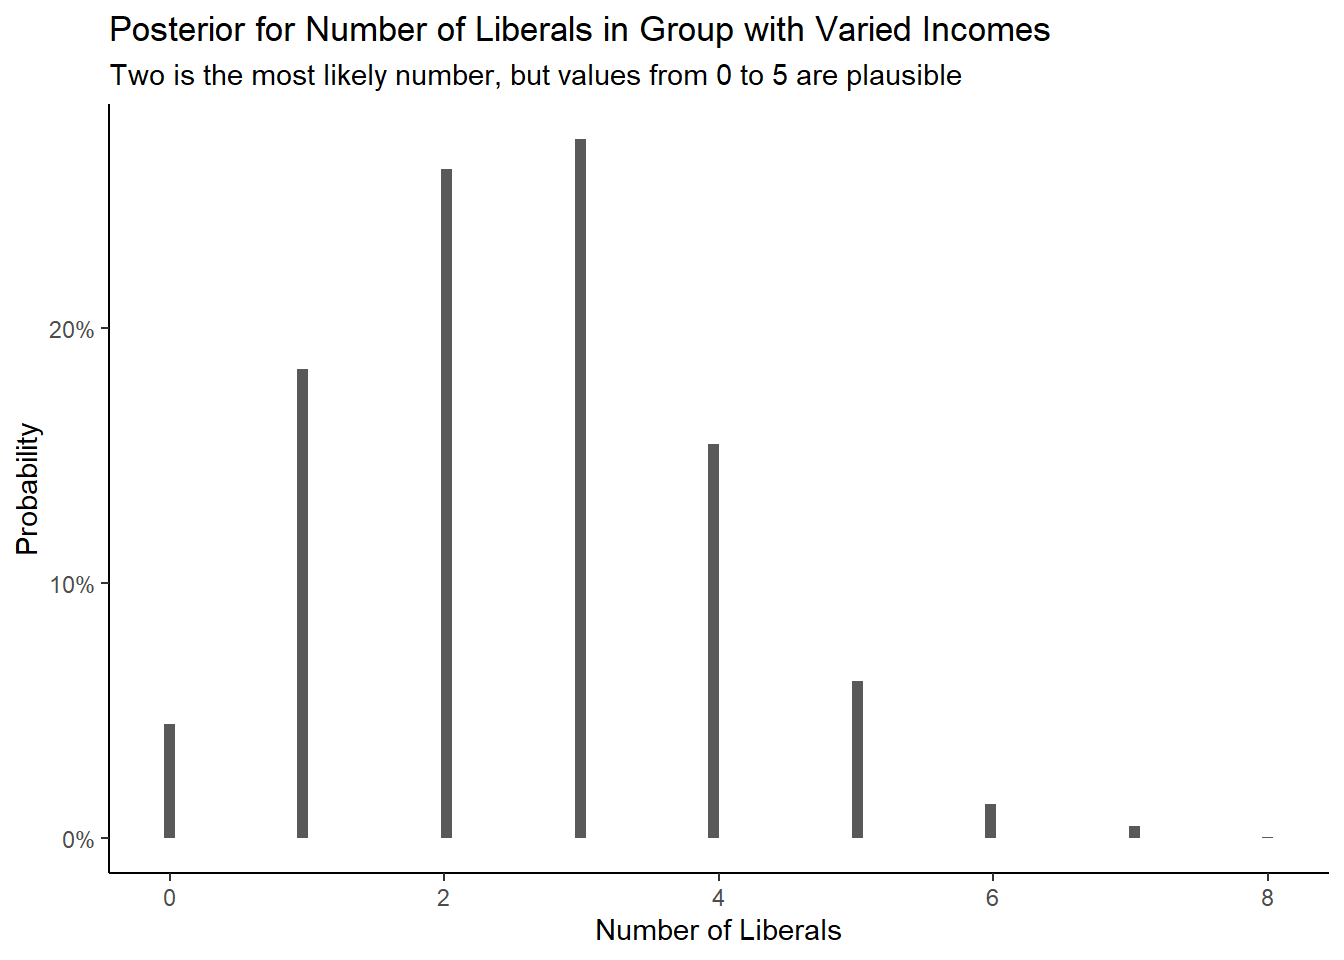 Posterior for Number of Liberals in Group with Varied Incomes
Two is the most likely number, but values from 0 to 5 are plausible
20%
10%
0%
Probability
0 2 4 6 8
Number of Liberals